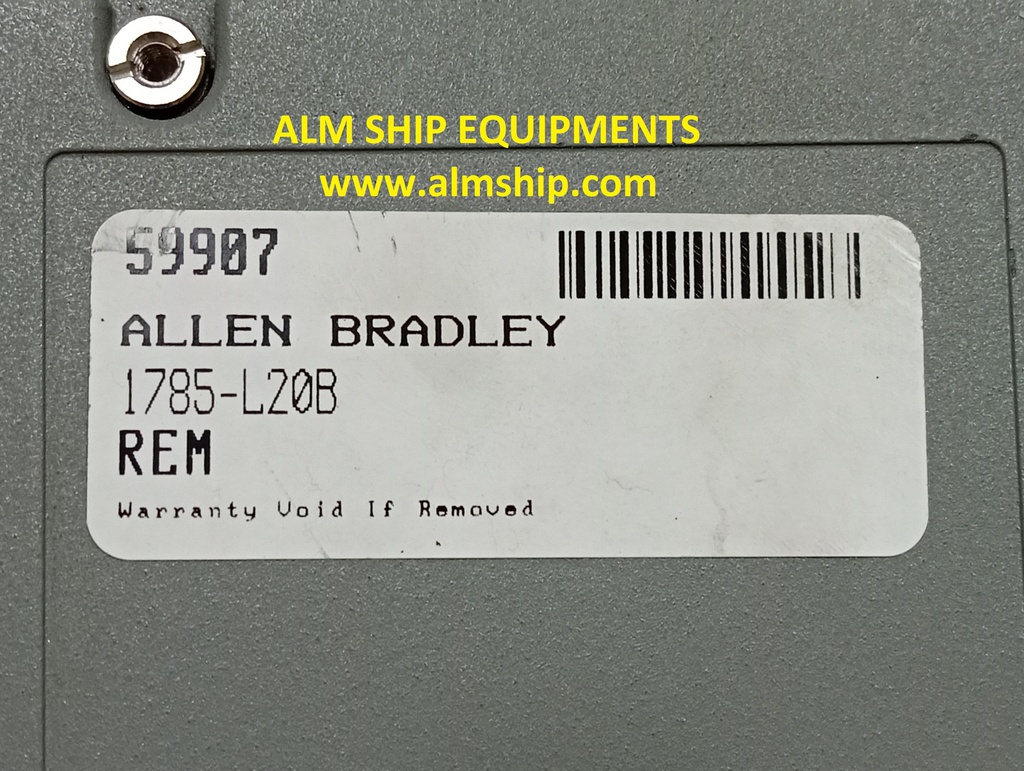 ALM SHIP EQUIPMENTS
www.almship.com
59907
ALLEN BRADLEY
1785-L20B
REM
Warranty Void If Removed